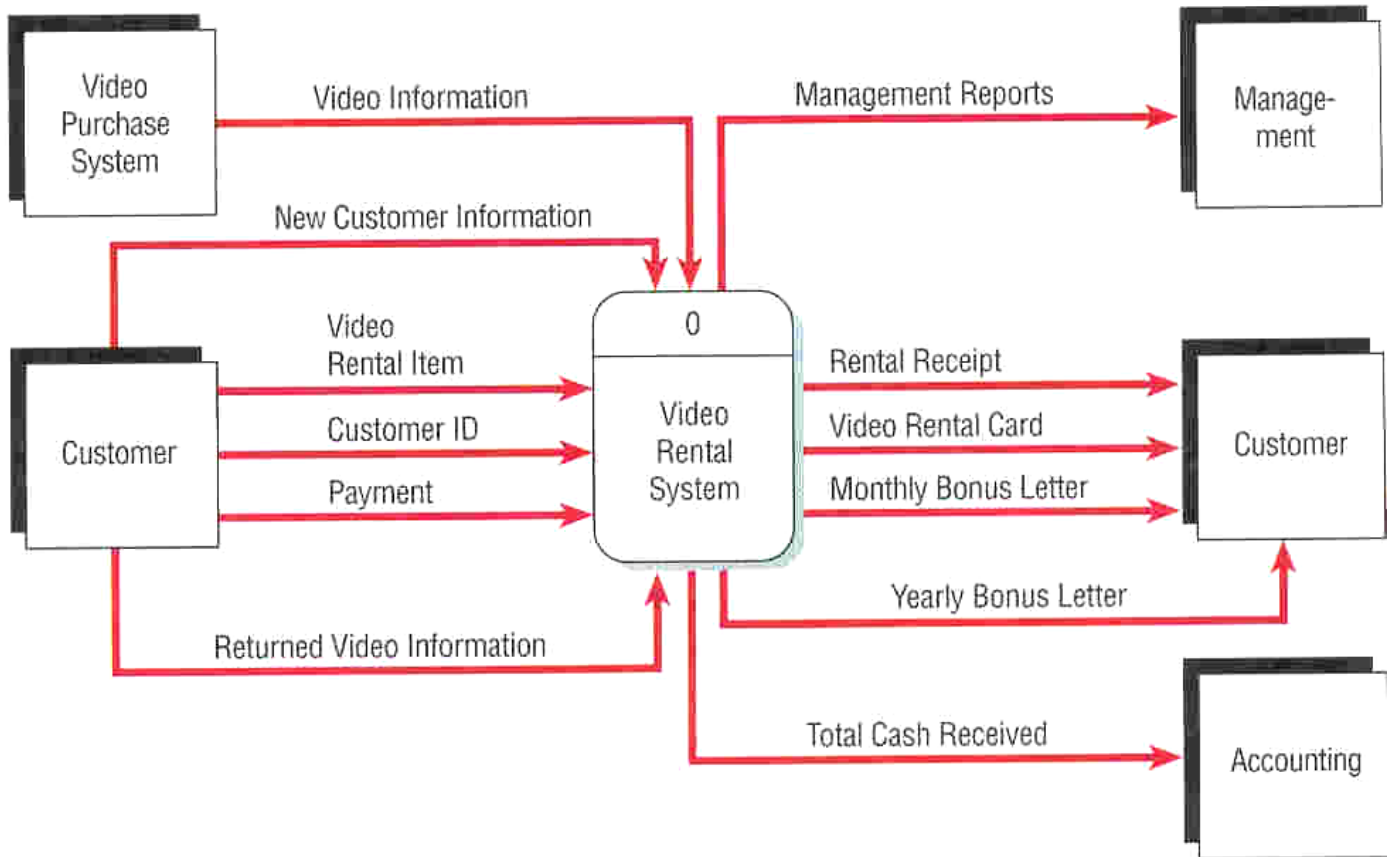 Video
Purchase
System
Video Information
Management Reports
Manage-
ment
New Customer Information
0
Video
Rental
System
Customer
Video
Rental Item
Customer ID
Payment
Returned Video Information
Rental Receipt
Video Rental Card
Monthly Bonus Letter
Customer
Yearly Bonus Letter
Total Cash Received
Accounting